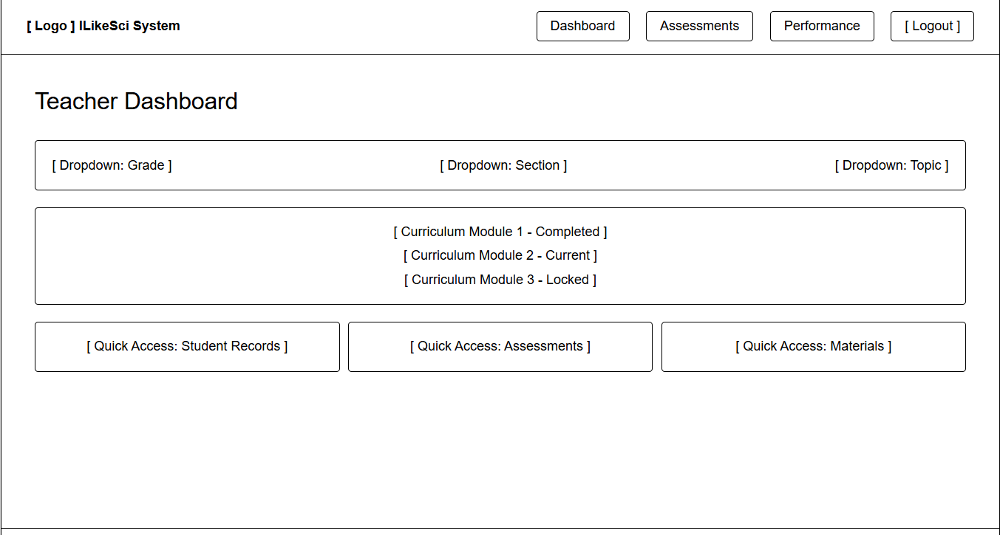 [ Logo ] ILikeSci System
Dashboard
Assessments
Performance
[ Logout ]
Teacher Dashboard
[ Dropdown: Grade ]
[ Dropdown: Section ]
[ Dropdown: Topic ]
[ Curriculum Module 1 - Completed ]
[ Curriculum Module 2 - Current ]
[ Curriculum Module 3 - Locked ]
[ Quick Access: Student Records ]
[ Quick Access: Assessments ]
[ Quick Access: Materials ]